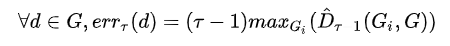 ∀d ∈ G, err_τ(d) = (τ − 1)max_{G_i}(D̂_{τ 1}(G_i, G))